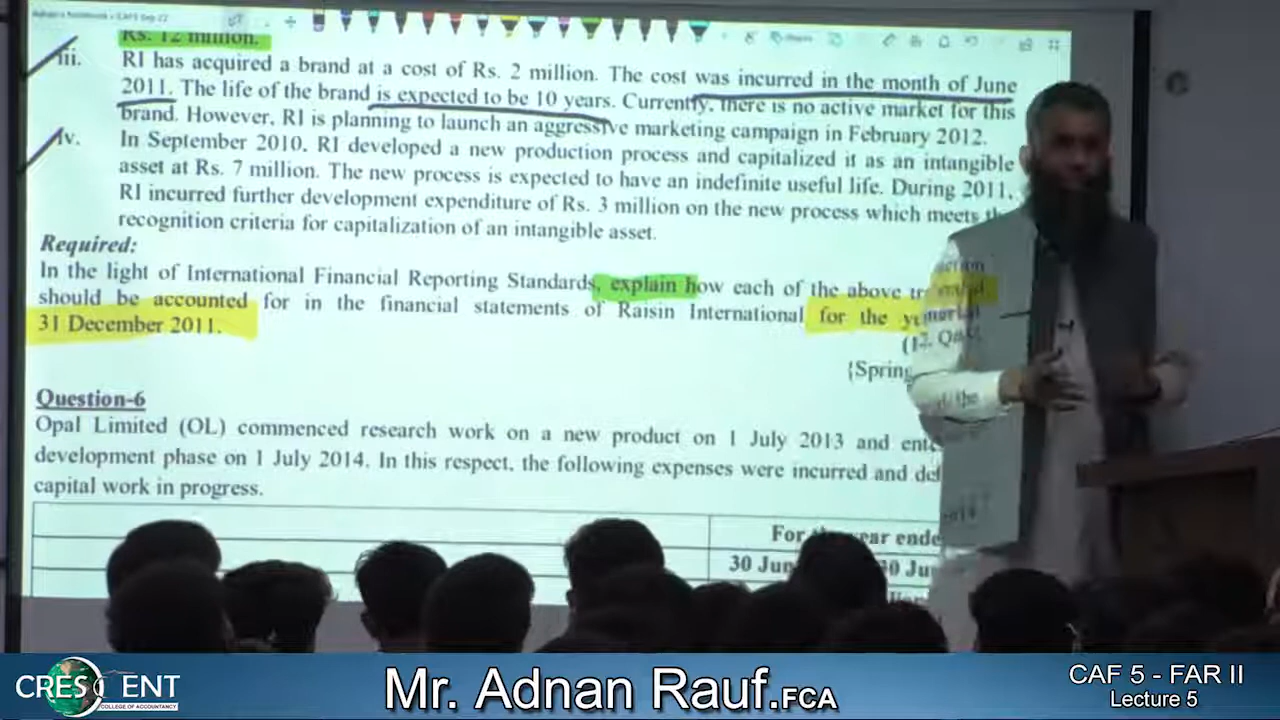 Rs. 12 million.
iii. RI has acquired a brand at a cost of Rs. 2 million. The cost was incurred in the month of June
2011. The life of the brand is expected to be 10 years. Currently, there is no active market for this
brand. However, RI is planning to launch an aggressive marketing campaign in February 2012.
iv. In September 2010, RI developed a new production process and capitalized it as an intangible
asset at Rs. 7 million. The new process is expected to have an indefinite useful life. During 2011,
RI incurred further development expenditure of Rs. 3 million on the new process which meets
recognition criteria for capitalization of an intangible asset.
Required:
In the light of International Financial Reporting Standards, explain how each of the above
should be accounted for in the financial statements of Raisin International for the
31 December 2011.
{Spring
Question-6
Opal Limited (OL) commenced research work on a new product on 1 July 2013 and
development phase on 1 July 2014. In this respect, the following expenses were incurred and
capital work in progress.
For
30
CRESCENT
COLLEGE OF ACCOUNTANCY
Mr. Adnan Rauf.FCA
CAF 5 - FAR II
Lecture 5